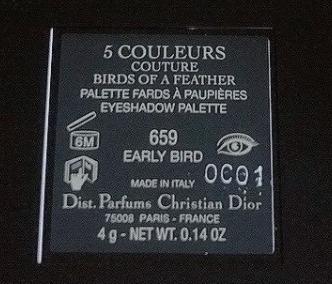 5 COULEURS
COUTURE
BIRDS OF A FEATHER
PALETTE FARDS À PAUPIÈRES
EYESHADOW PALETTE
6M
659
EARLY BIRD
MADE IN ITALY 0C01
Dist. Parfums Christian Dior
75008 PARIS - FRANCE
4 g - NET WT. 0.14 OZ